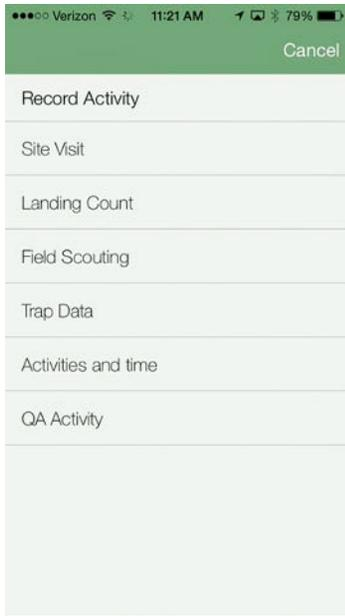 Verizon 11:21 AM 79%
Cancel
Record Activity
Site Visit
Landing Count
Field Scouting
Trap Data
Activities and time
QA Activity